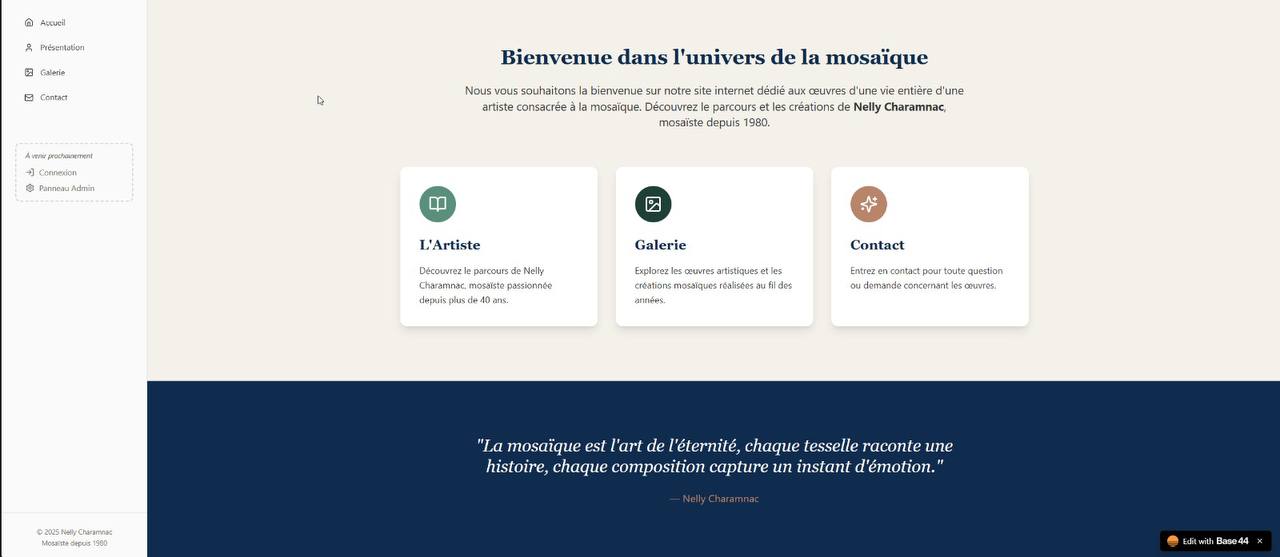 Accueil
Présentation
Galerie
Contact
À venir prochainement
Connexion
Panneau Admin
© 2025 Nelly Charamnac
Mosaïste depuis 1980
Bienvenue dans l'univers de la mosaïque
Nous vous souhaitons la bienvenue sur notre site internet dédié aux œuvres d'une vie entière d'une
artiste consacrée à la mosaïque. Découvrez le parcours et les créations de Nelly Charamnac,
mosaïste depuis 1980.
L'Artiste
Découvrez le parcours de Nelly
Charamnac, mosaïste passionnée
depuis plus de 40 ans.
Galerie
Explorez les œuvres artistiques et les
créations mosaïques réalisées au fil des
années.
Contact
Entrez en contact pour toute question
ou demande concernant les œuvres.
"La mosaïque est l'art de l'éternité, chaque tesselle raconte une
histoire, chaque composition capture un instant d'émotion."
— Nelly Charamnac
Edit with Base44 ×